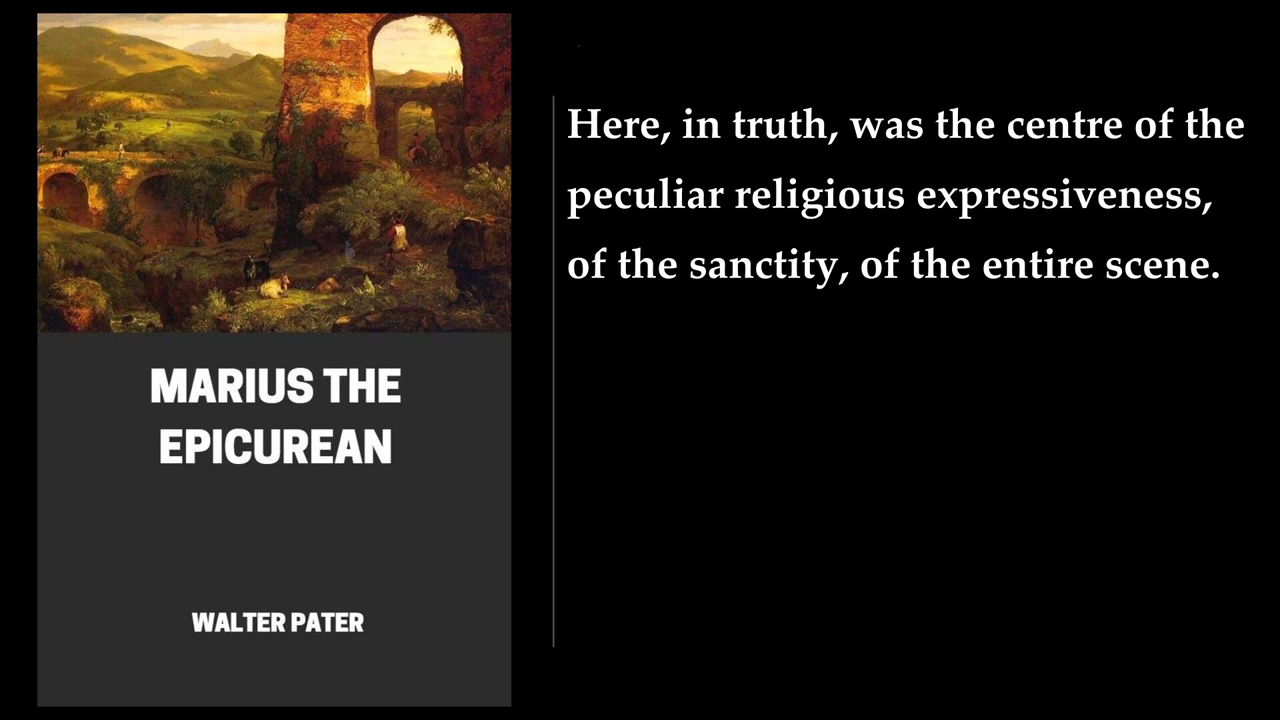 MARIUS THE
EPICUREAN
WALTER PATER
Here, in truth, was the centre of the
peculiar religious expressiveness,
of the sanctity, of the entire scene.